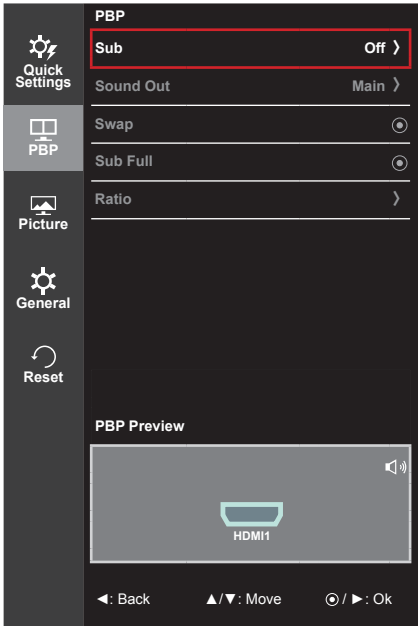 Quick
Settings
PBP
Picture
General
Reset
PBP
Sub Off 〉
Sound Out Main 〉
Swap
Sub Full
Ratio 〉
PBP Preview
HDMI1
◄: Back ▲/▼: Move ⦿ / ►: Ok